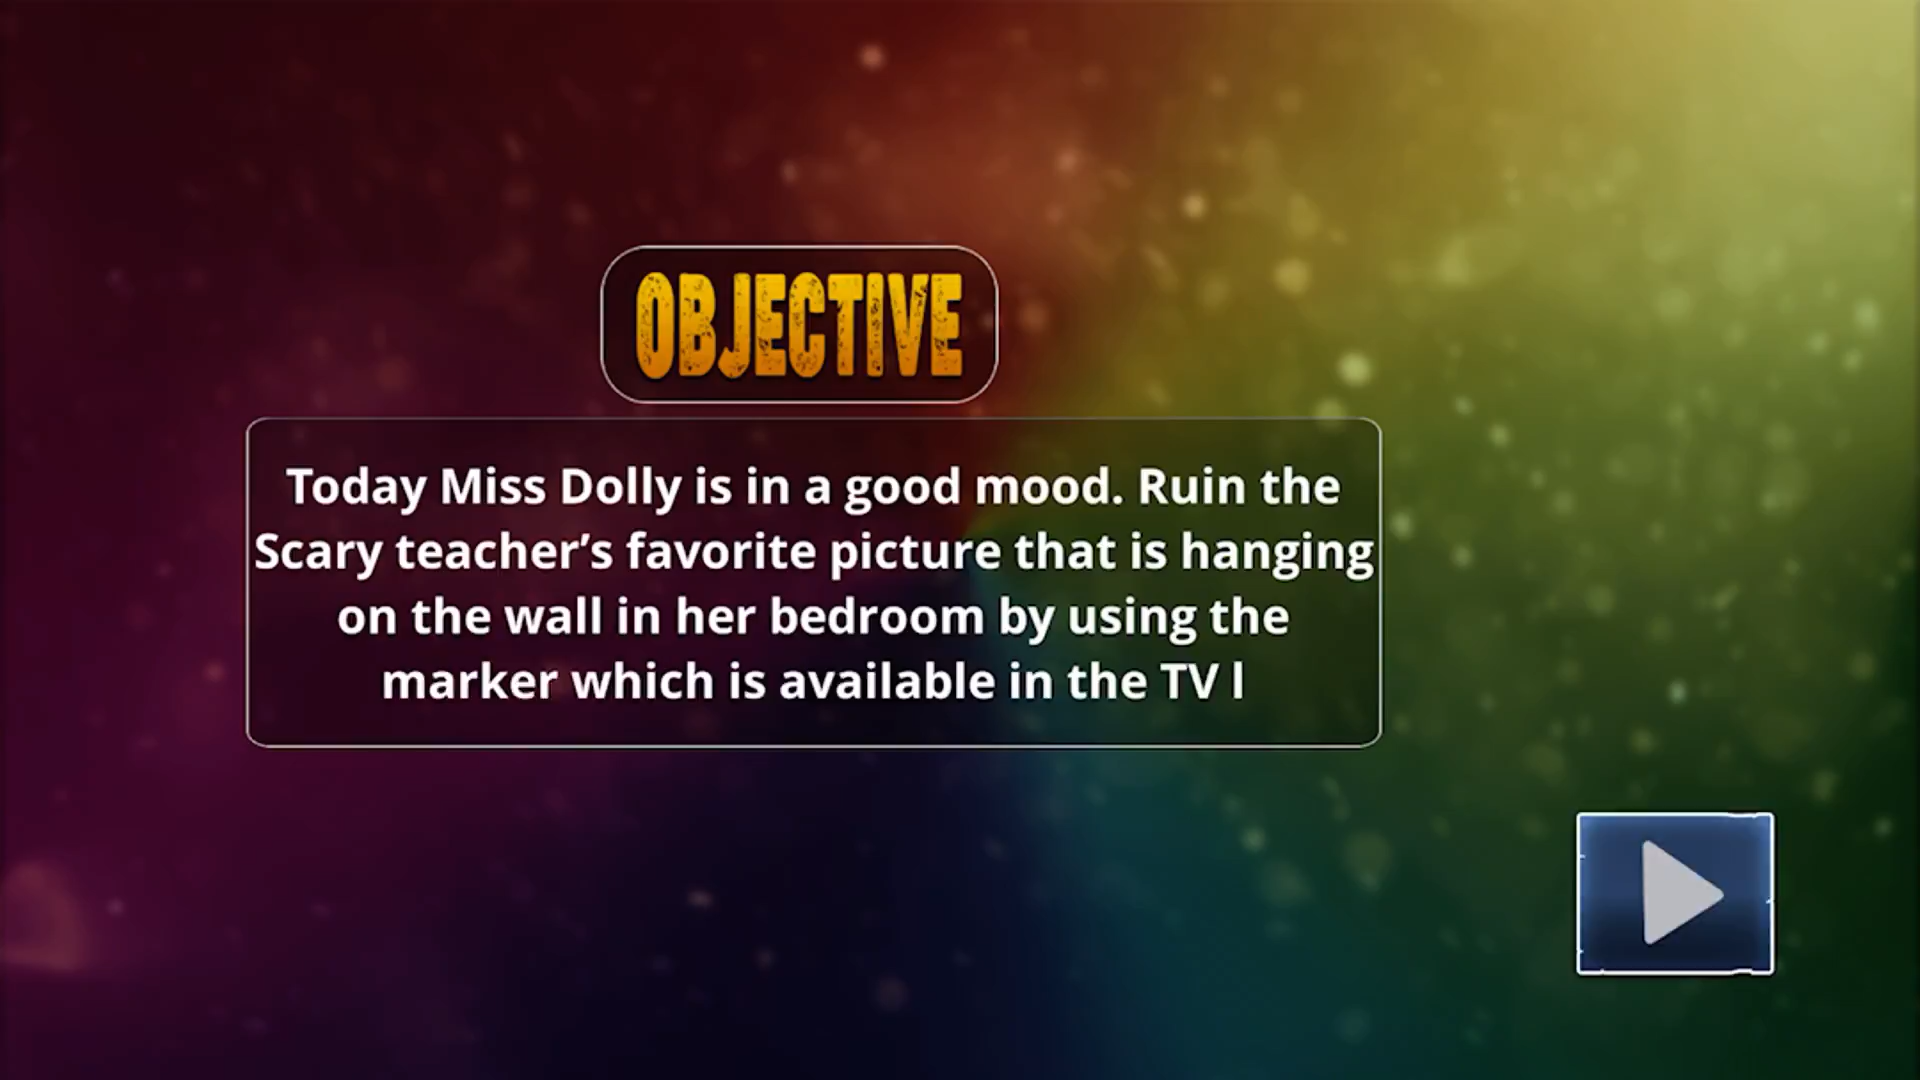 OBJECTIVE
Today Miss Dolly is in a good mood. Ruin the
Scary teacher’s favorite picture that is hanging
on the wall in her bedroom by using the
marker which is available in the TV l